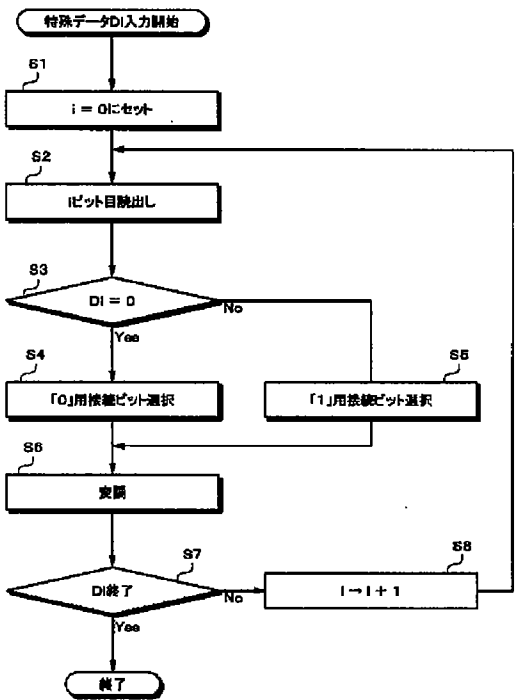 特殊データDi入力開始
S1
i = 0にセット
S2
iビット目読出し
S3
Di = 0
No
Yes
S4
「0」用接続ビット選択
S5
「1」用接続ビット選択
S6
変調
S7
Di終了
No
Yes
S8
i→i+1
終了